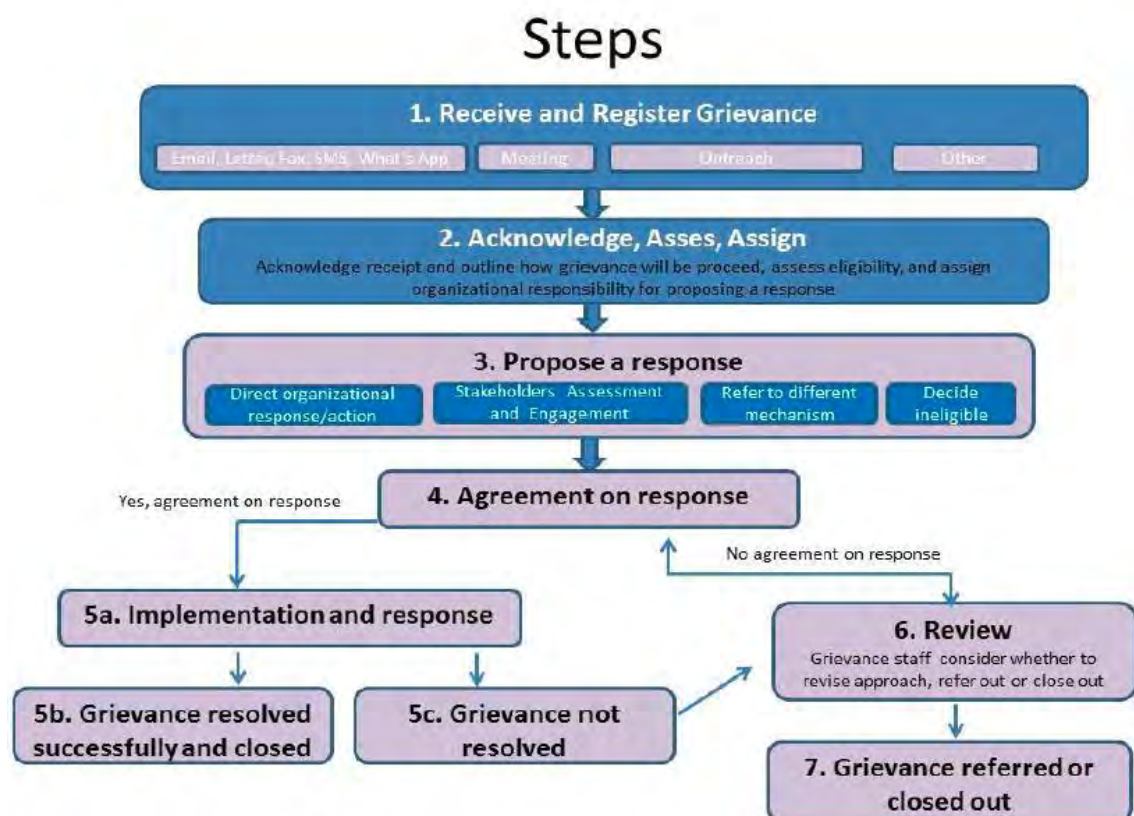 Steps
1. Receive and Register Grievance
Email, Letter, Fax, SMS, What's App
Meeting
Outreach
Other
2. Acknowledge, Asses, Assign
Acknowledge receipt and outline how grievance will be proceed, assess eligibility, and assign
organizational responsibility for proposing a response
3. Propose a response
Direct organizational
response/action
Stakeholders Assessment
and Engagement
Refer to different
mechanism
Decide
ineligible
4. Agreement on response
Yes, agreement on response
No agreement on response
5a. Implementation and response
6. Review
Grievance staff consider whether to
revise approach, refer out or close out
5b. Grievance resolved
successfully and closed
5c. Grievance not
resolved
7. Grievance referred or
closed out